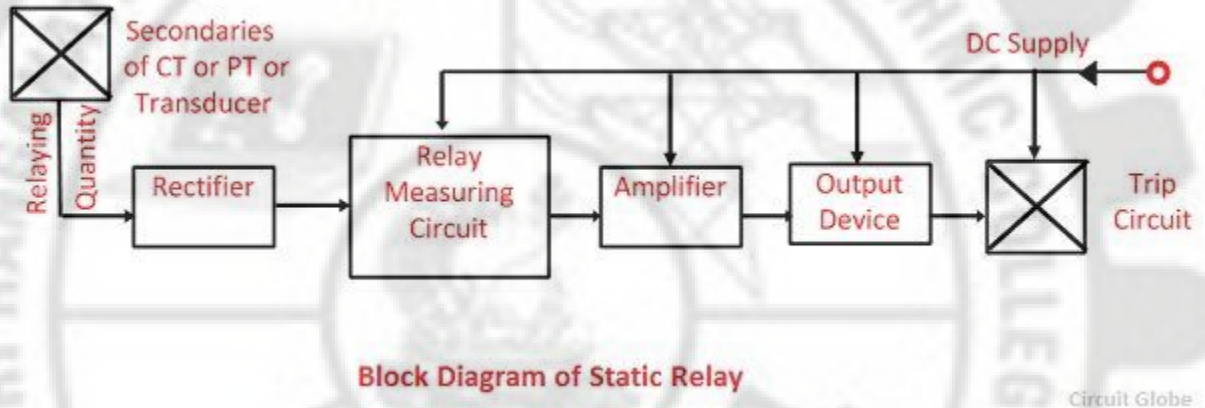 Secondaries
of CT or PT or
Transducer
DC Supply
Relaying
Quantity
Rectifier
Relay
Measuring
Circuit
Amplifier
Output
Device
Trip
Circuit
Block Diagram of Static Relay
Circuit Globe